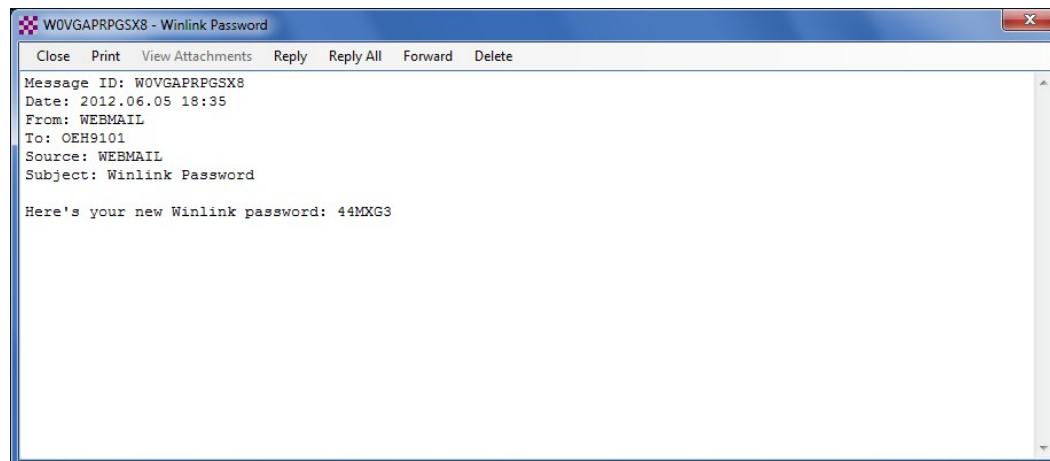 W0VGAPRPGSX8 - Winlink Password
Close Print View Attachments Reply Reply All Forward Delete
Message ID: W0VGAPRPGSX8
Date: 2012.06.05 18:35
From: WEBMAIL
To: OEH9101
Source: WEBMAIL
Subject: Winlink Password
Here's your new Winlink password: 44MXG3